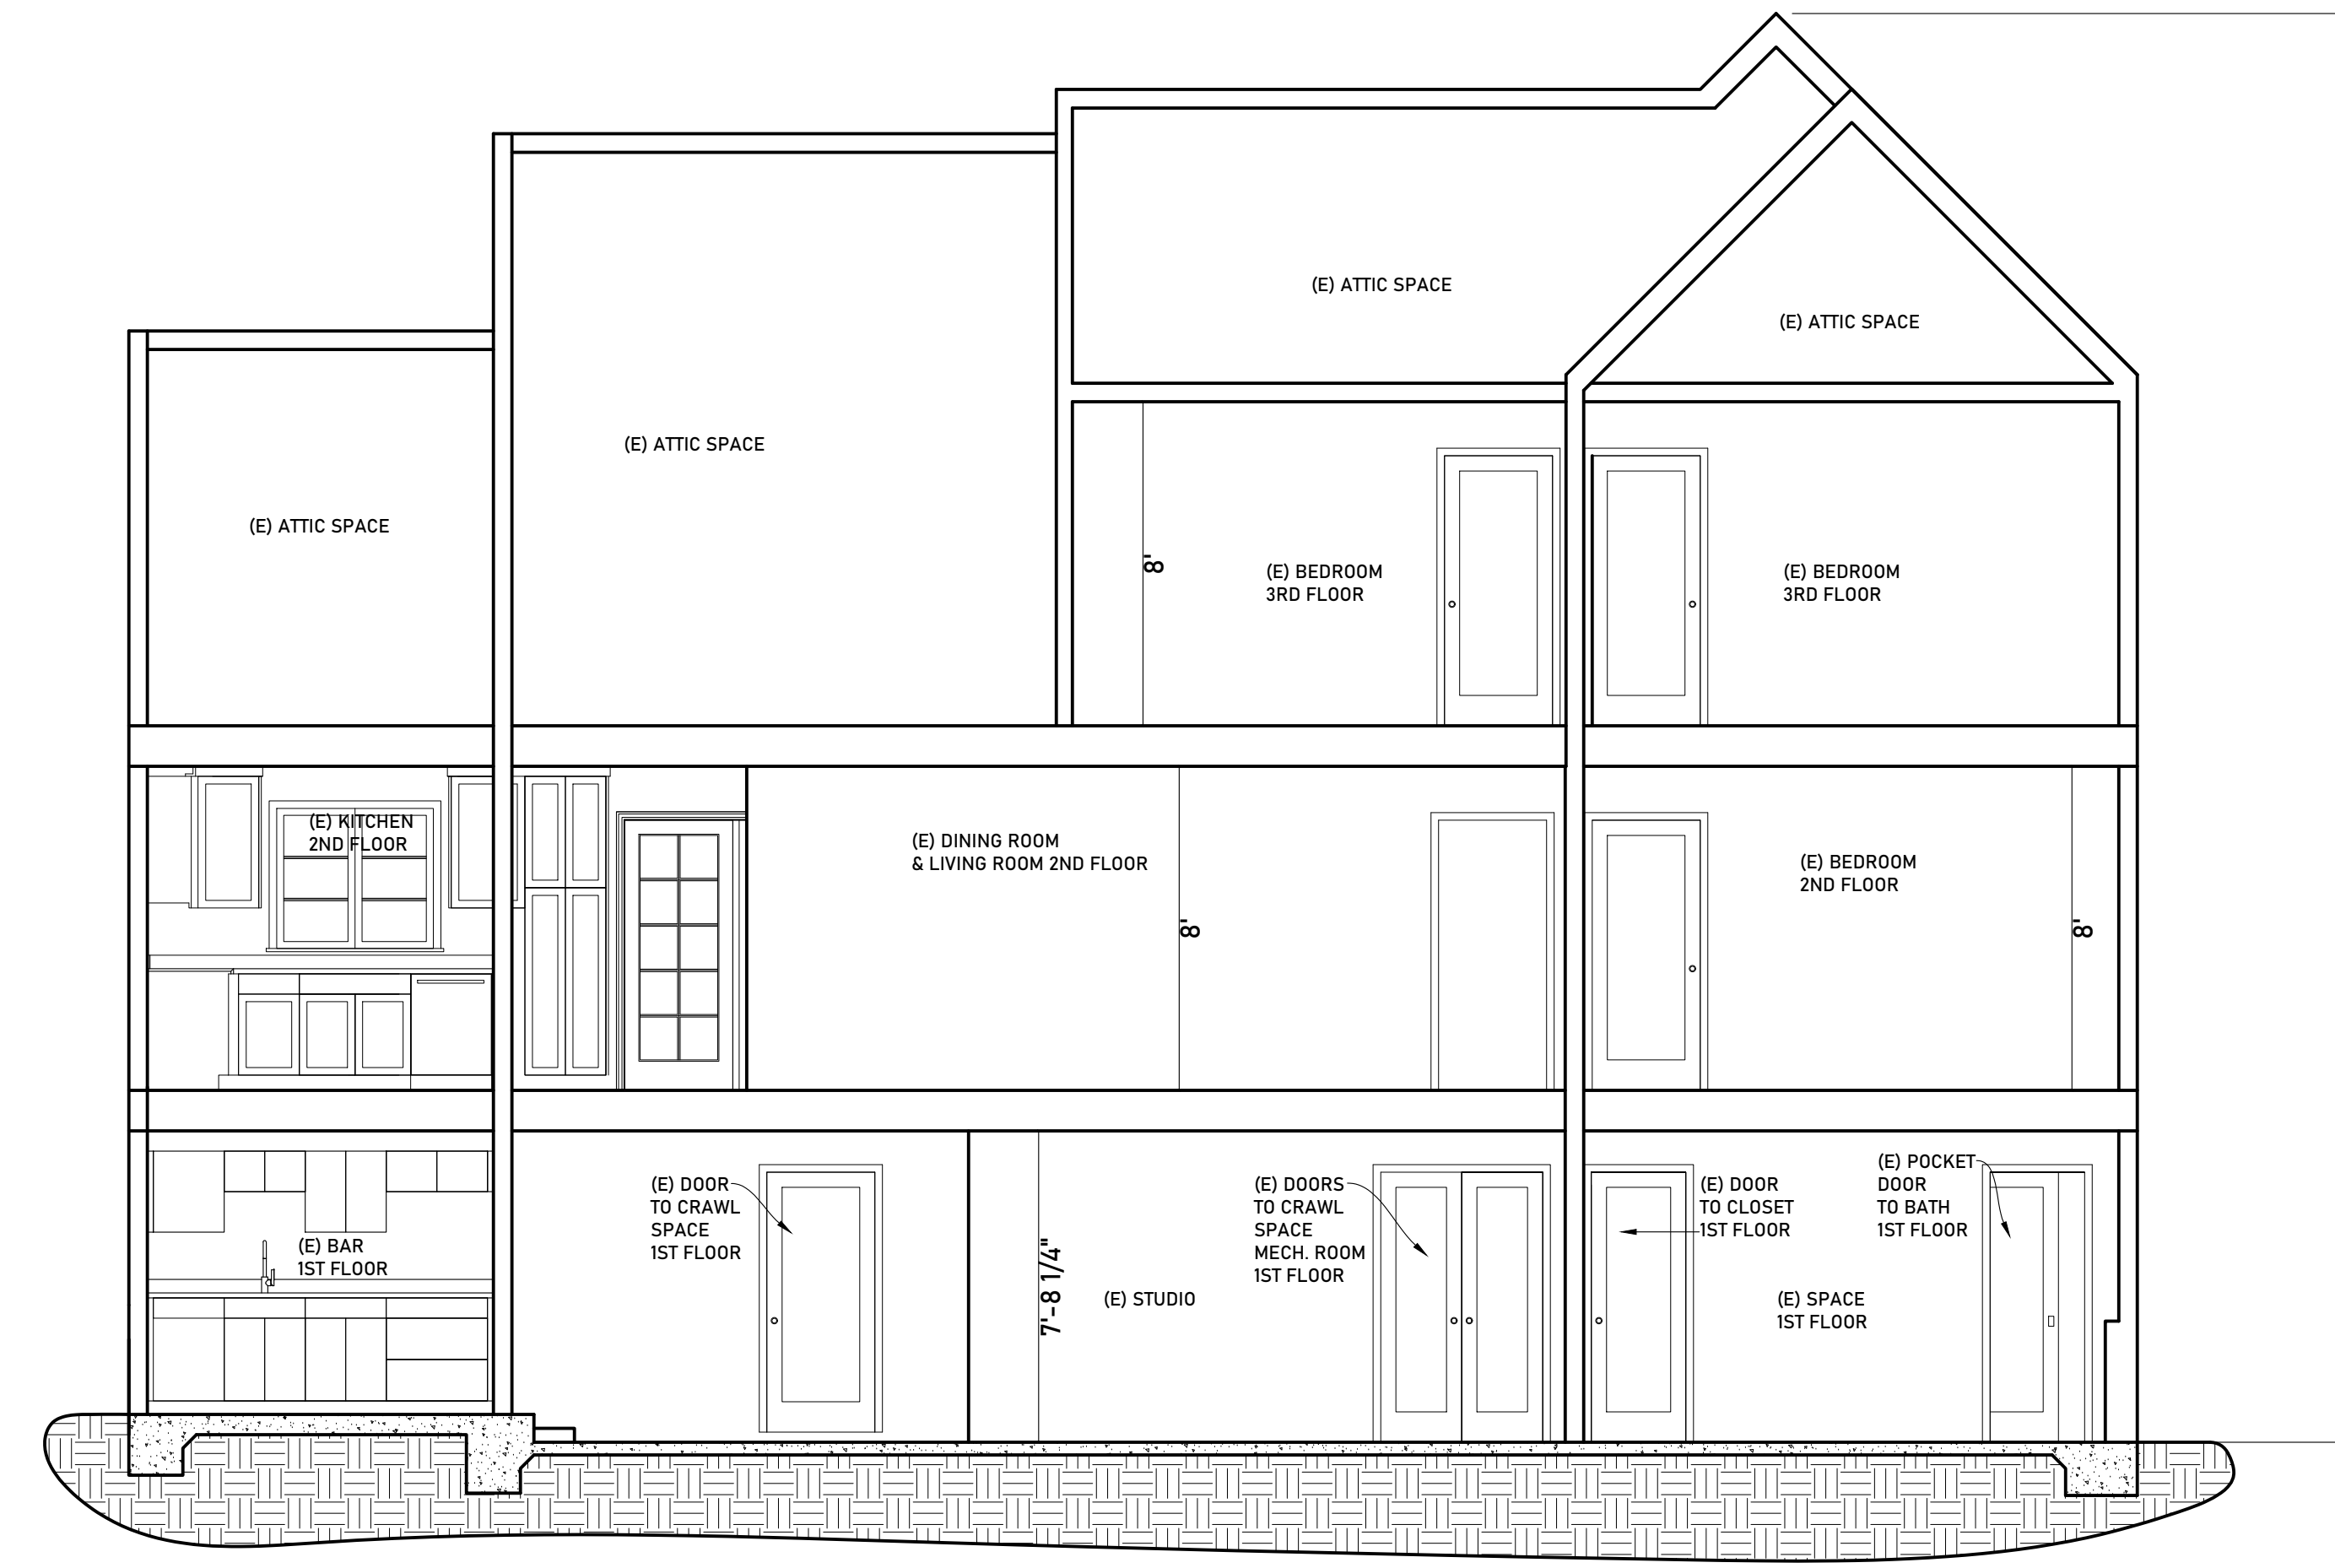 (E) ATTIC SPACE
(E) ATTIC SPACE
(E) ATTIC SPACE
(E) ATTIC SPACE
8'
(E) BEDROOM
3RD FLOOR
(E) BEDROOM
3RD FLOOR
(E) KITCHEN
2ND FLOOR
(E) DINING ROOM
& LIVING ROOM 2ND FLOOR
8'
(E) BEDROOM
2ND FLOOR
8'
(E) BAR
1ST FLOOR
(E) DOOR
TO CRAWL
SPACE
1ST FLOOR
7'-8 1/4"
(E) STUDIO
(E) DOORS
TO CRAWL
SPACE
MECH. ROOM
1ST FLOOR
(E) DOOR
TO CLOSET
1ST FLOOR
(E) POCKET
DOOR
TO BATH
1ST FLOOR
(E) SPACE
1ST FLOOR